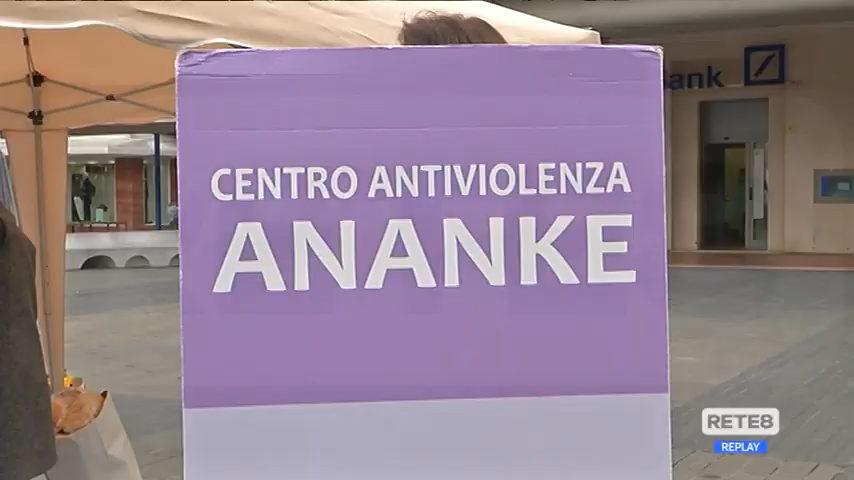 CENTRO ANTIVIOLENZA
ANANKE
ank
RETE8
REPLAY